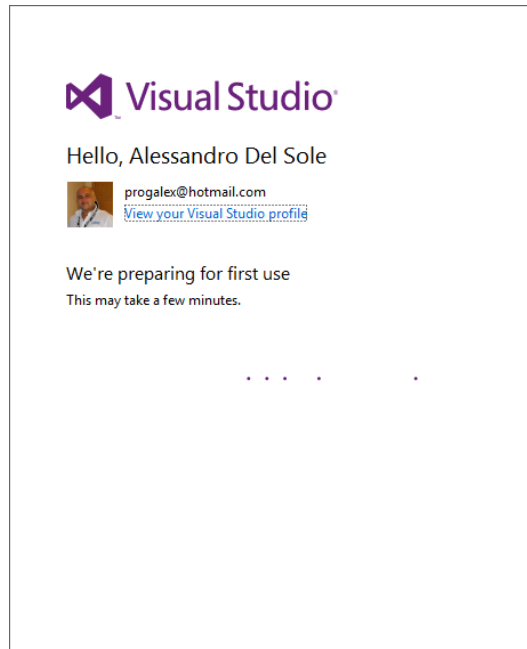 Visual Studio®
Hello, Alessandro Del Sole
progalex@hotmail.com
View your Visual Studio profile
We're preparing for first use
This may take a few minutes.